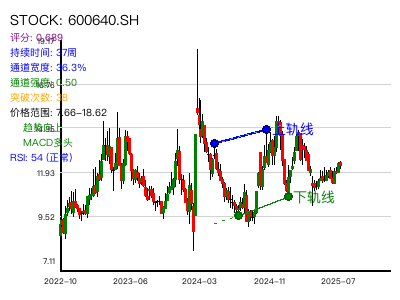 STOCK: 600640.SH
评分: 0.689
持续时间: 37周
通道宽度: 36.3%
通道强度: 0.50
突破次数: 38
价格范围: 7.66-18.62
趋势向上
MACD多头
RSI: 54 (正常)
上轨线
下轨线
11.93
9.52
7.11
2022-10
2023-06
2024-03
2024-11
2025-07